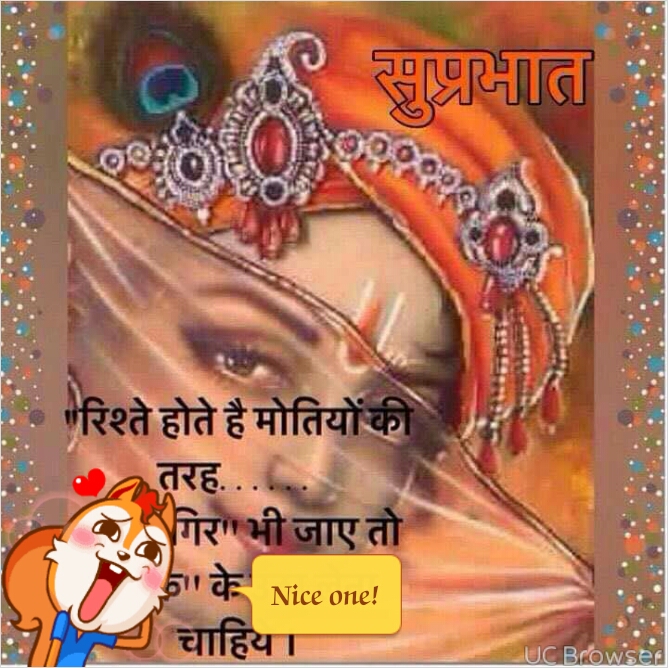 सुप्रभात
"रिश्ते होते है मोतियों की
तरह......
गिर" भी जाए तो
के
चाहिये ।
Nice one!
UC Browser